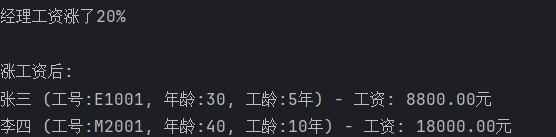 经理工资涨了20%
涨工资后:
张三 (工号:E1001, 年龄:30, 工龄:5年) - 工资: 8800.00元
李四 (工号:M2001, 年龄:40, 工龄:10年) - 工资: 18000.00元